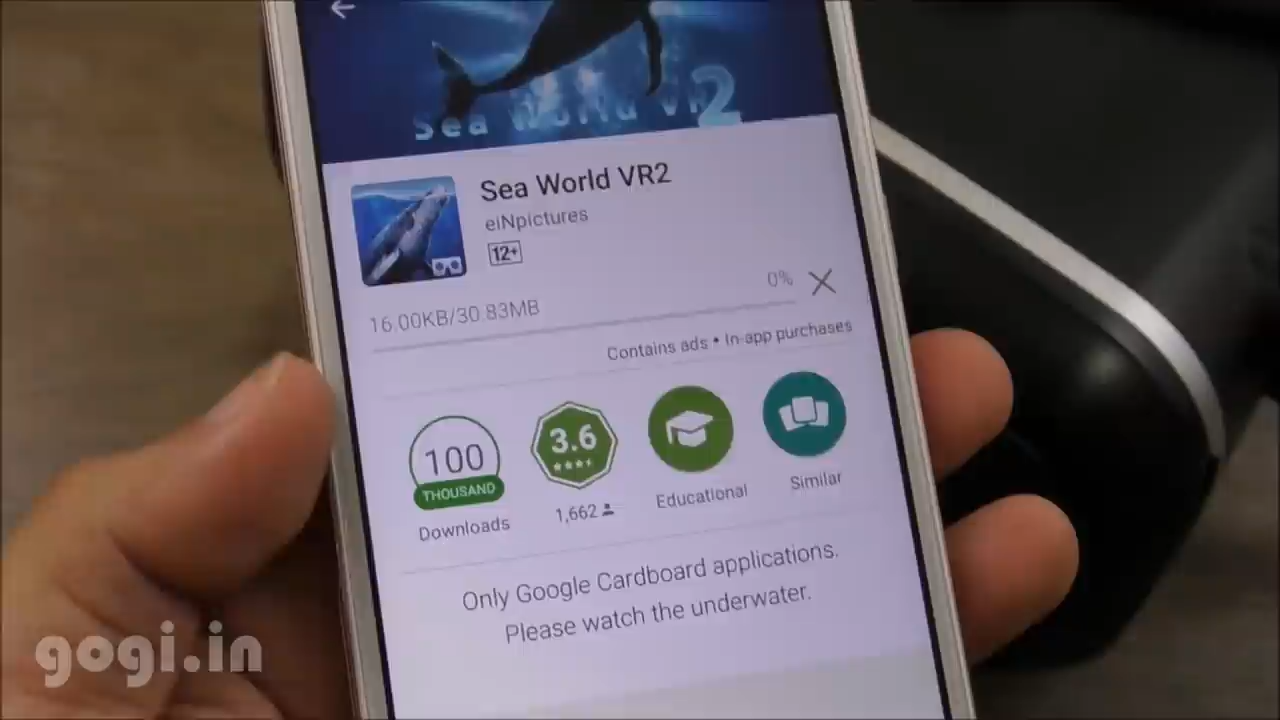 Sea World VR2
Sea World VR2
eiNpictures
12+
0%
16.00KB/30.83MB
Contains ads • In-app purchases
100
THOUSAND
3.6
Downloads
1,662
Educational
Similar
Only Google Cardboard applications.
Please watch the underwater.
gogi.in